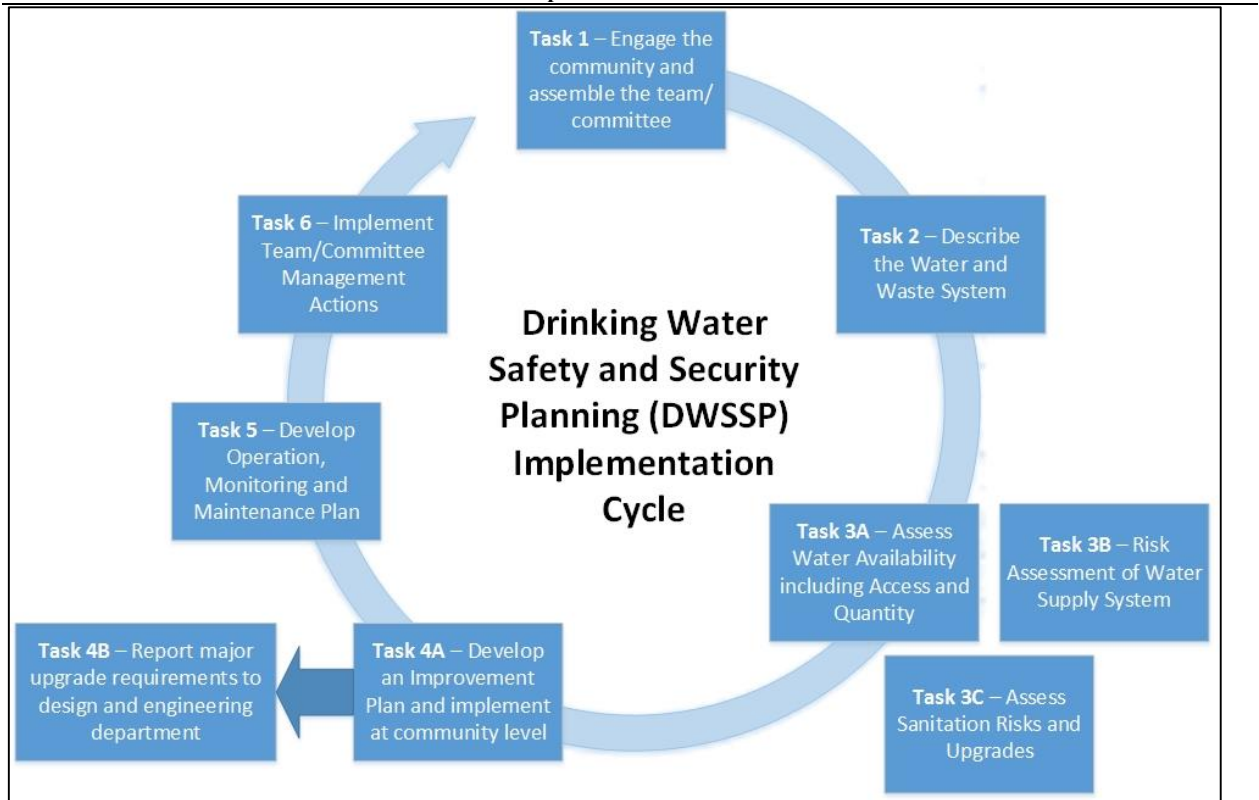 Task 1 – Engage the
community and
assemble the team/
committee
Task 2 – Describe
the Water and
Waste System
Task 3A – Assess
Water Availability
including Access and
Quantity
Task 3B – Risk
Assessment of Water
Supply System
Task 3C – Assess
Sanitation Risks and
Upgrades
Task 4A – Develop
an Improvement
Plan and implement
at community level
Task 4B – Report major
upgrade requirements to
design and engineering
department
Task 5 – Develop
Operation,
Monitoring and
Maintenance Plan
Task 6 – Implement
Team/Committee
Management
Actions
Drinking Water
Safety and Security
Planning (DWSSP)
Implementation
Cycle